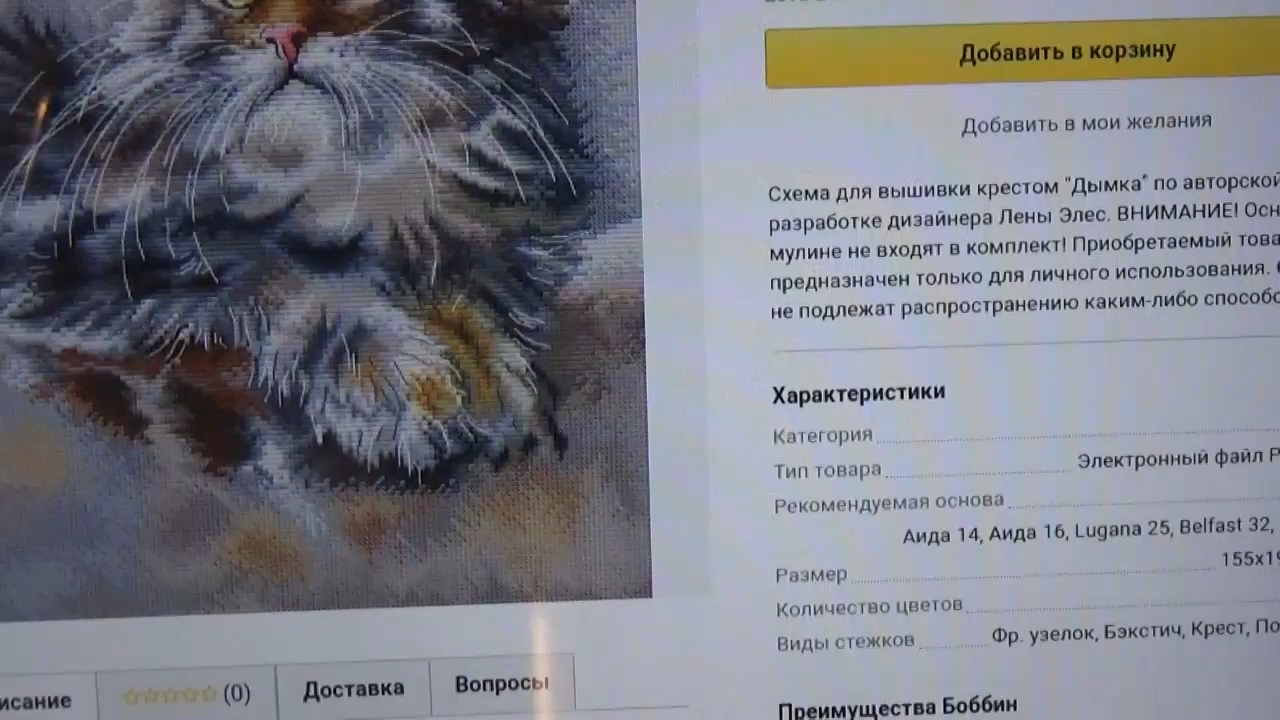 Добавить в корзину
Добавить в мои желания
Схема для вышивки крестом "Дымка" по авторской
разработке дизайнера Лены Элес. ВНИМАНИЕ! Осн
мулине не входят в комплект! Приобретаемый това
предназначен только для личного использования.
не подлежат распространению каким-либо способо
Характеристики
Категория
Тип товара Электронный файл P
Рекомендуемая основа
Аида 14, Аида 16, Lugana 25, Belfast 32,
Размер 155x19
Количество цветов
Виды стежков Фр. узелок, Бэкстич, Крест, По
Преимущества Боббин
исание (0) Доставка Вопросы